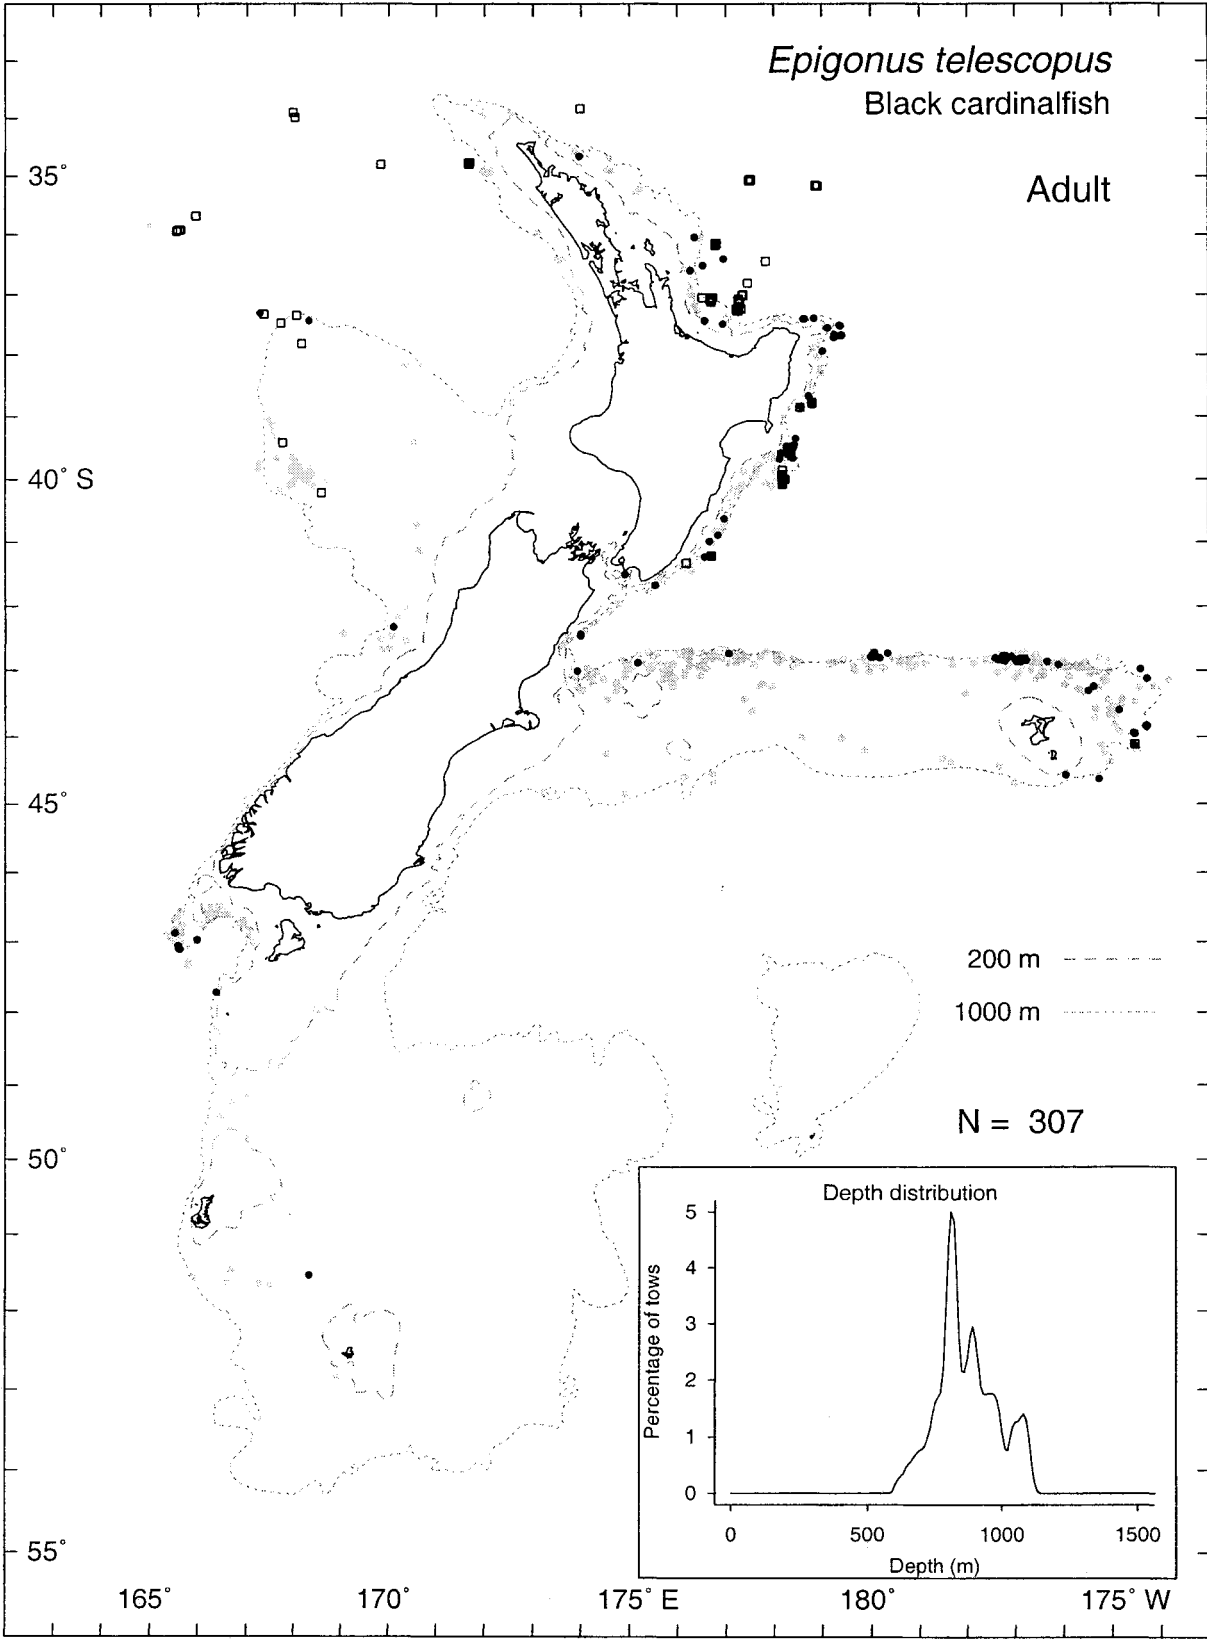 Epigonus telescopus
Black cardinalfish
Adult
35°
40° S
45°
50°
55°
200 m
1000 m
N = 307
Depth distribution
Percentage of tows
5
4
3
2
1
0
0 500 1000 1500
Depth (m)
165° 170° 175° E 180° 175° W